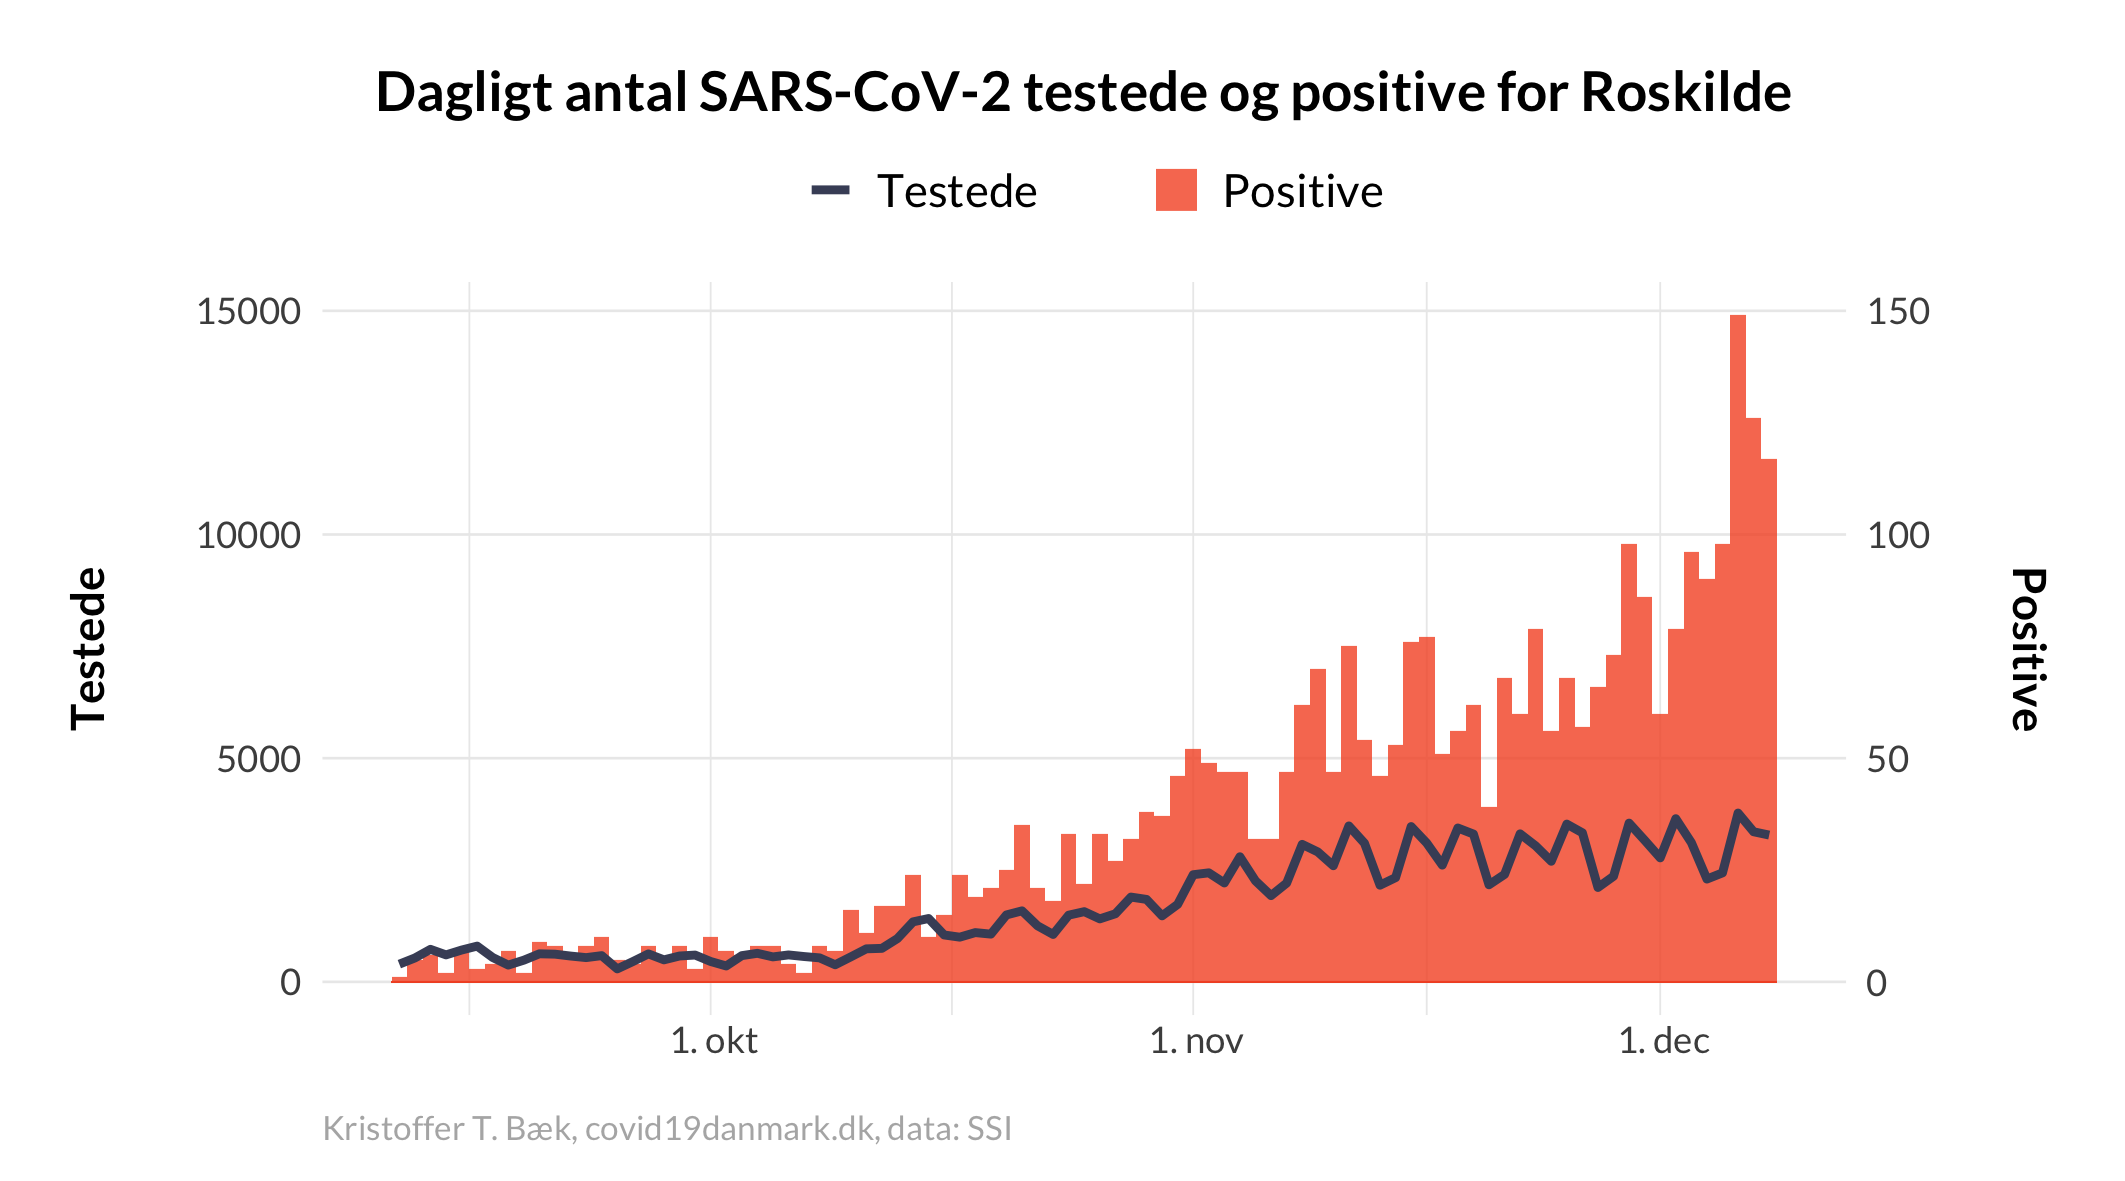 Dagligt antal SARS-CoV-2 testede og positive for Roskilde
Testede
Positive
15000
10000
5000
0
Testede
150
100
50
0
Positive
1. okt
1. nov
1. dec
Kristoffer T. Bæk, covid19danmark.dk, data: SSI